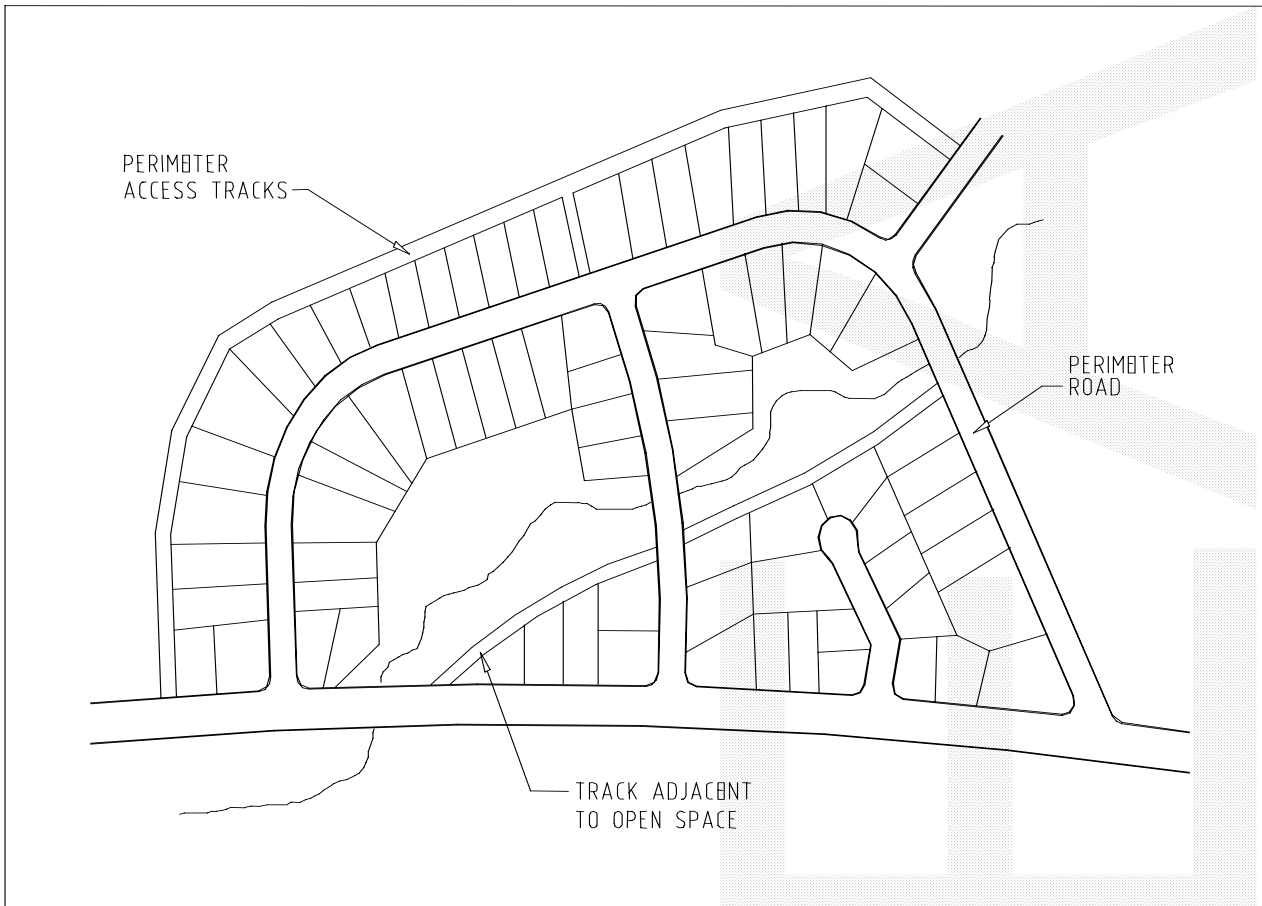 PERIMETER
ACCESS TRACKS
PERIMETER
ROAD
TRACK ADJACENT
TO OPEN SPACE